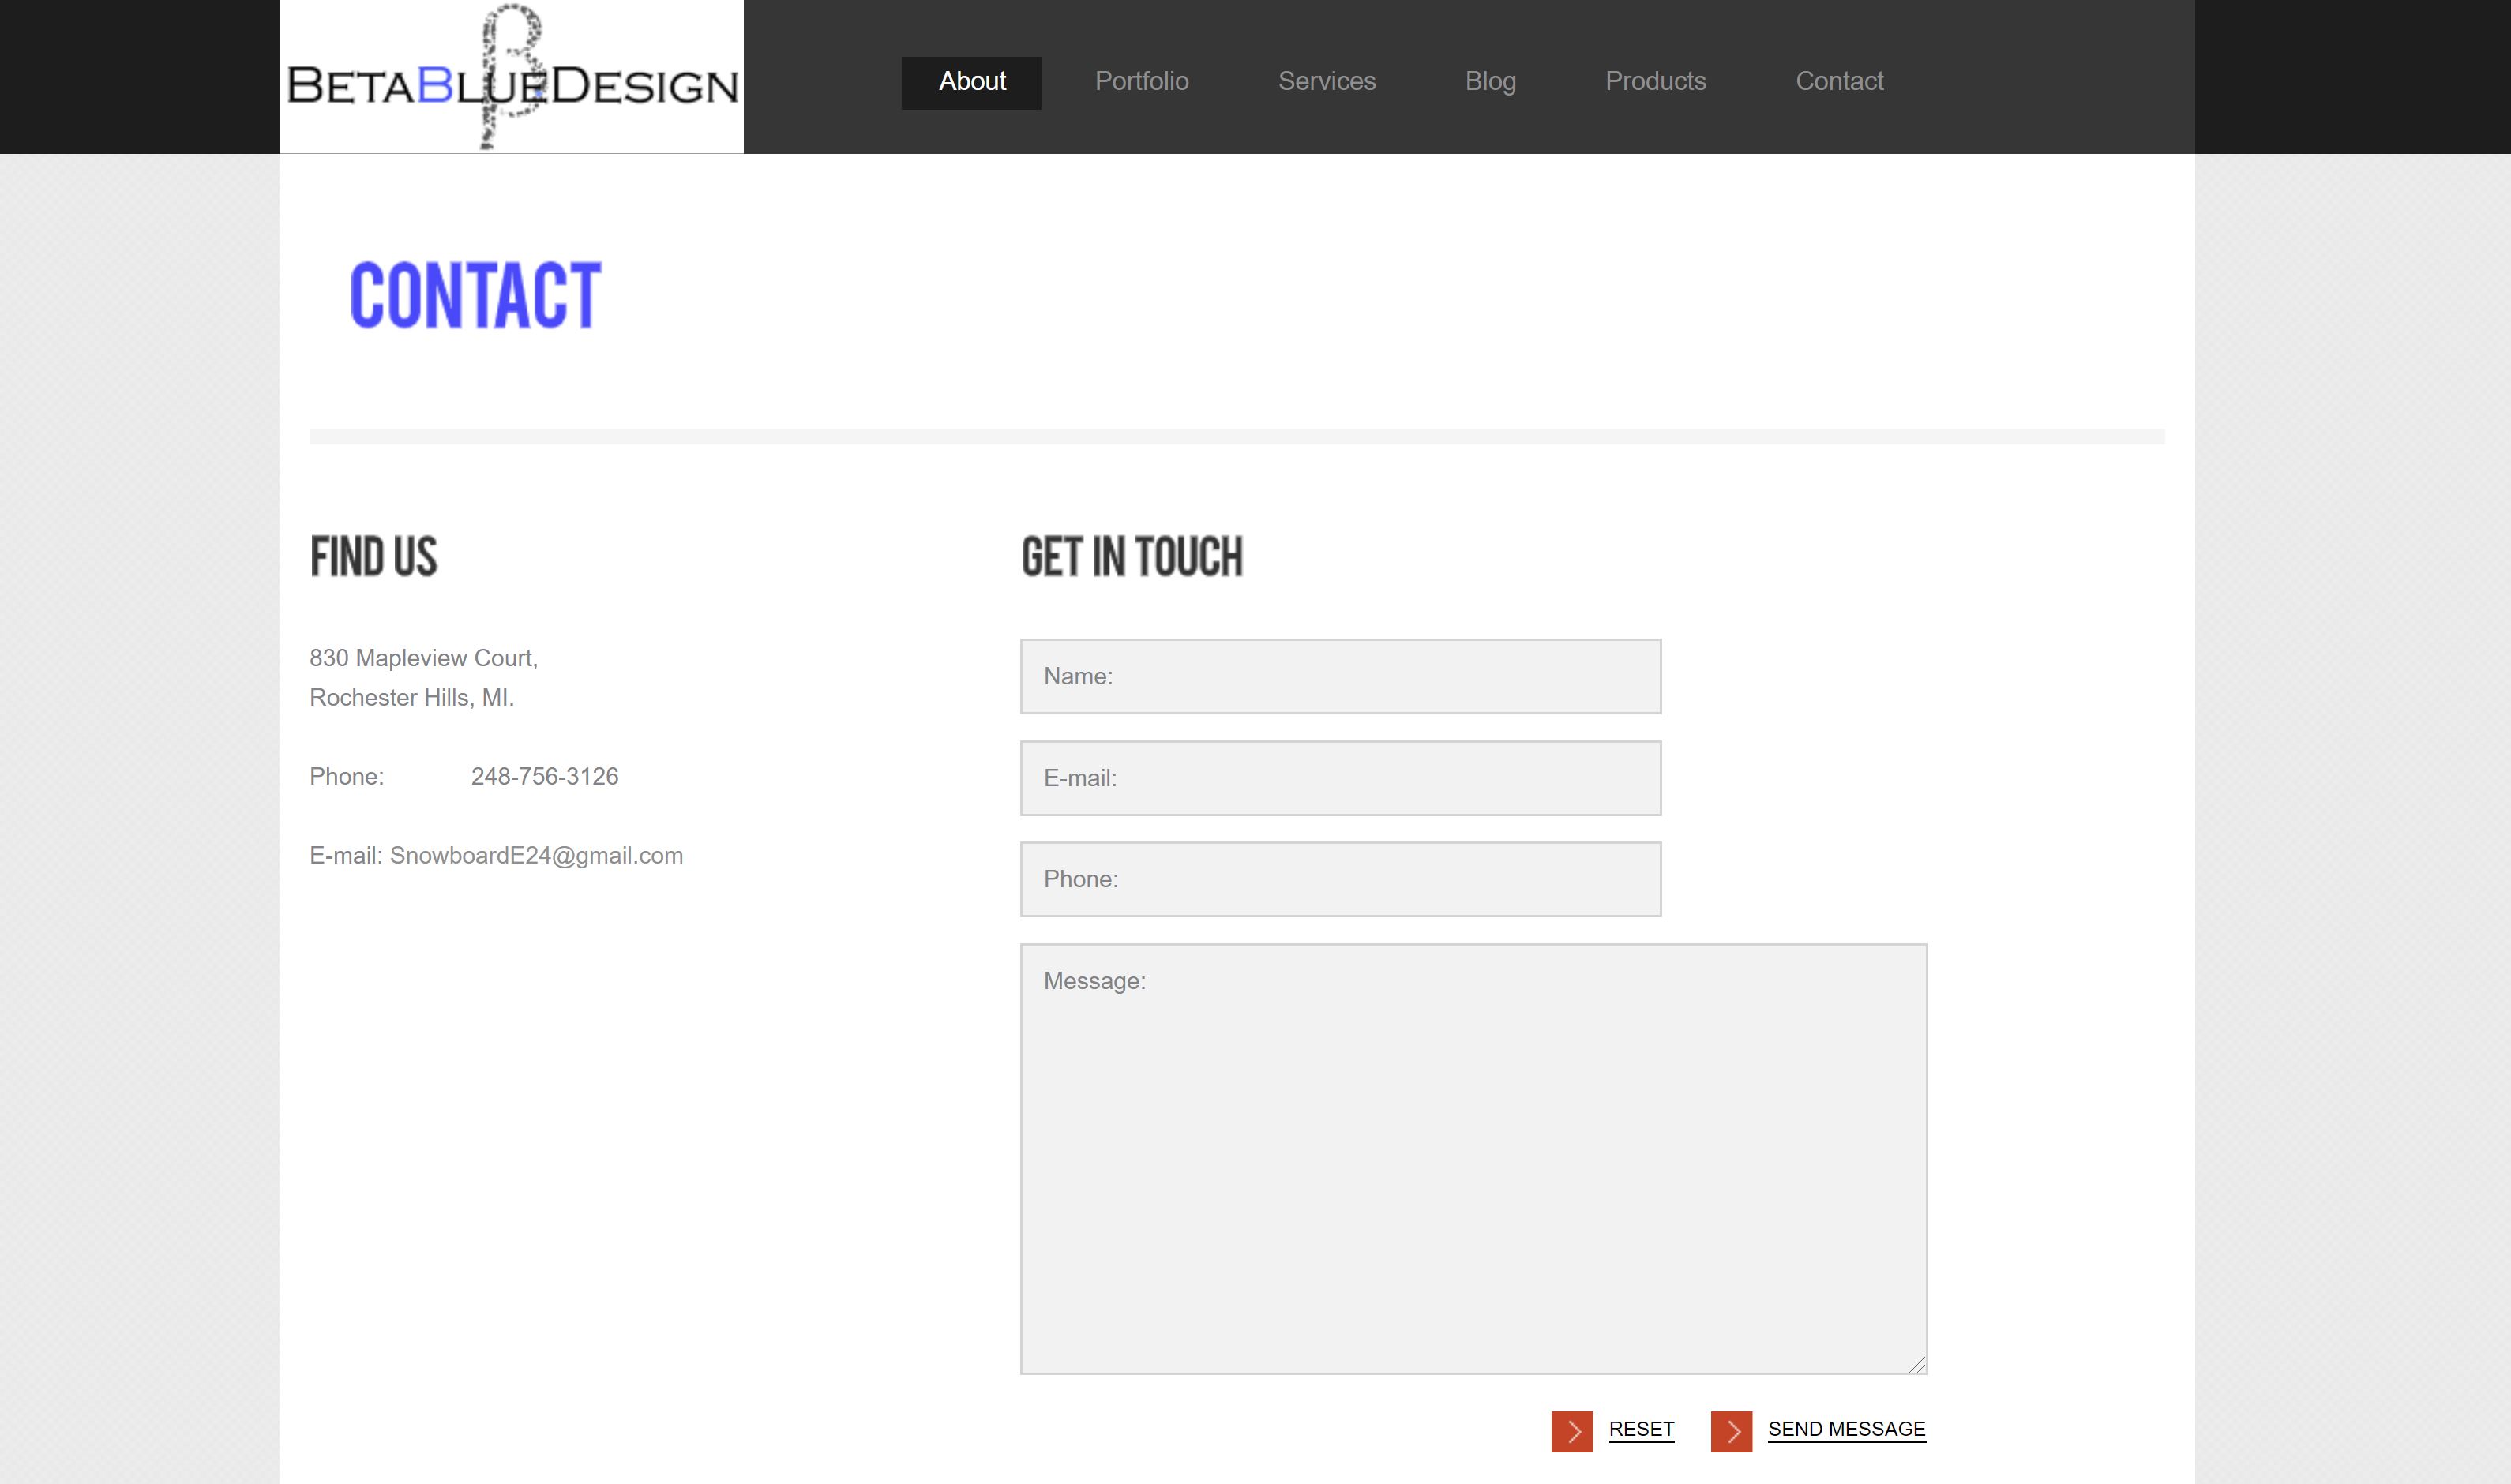 BETABLUEDESIGN
β
About Portfolio Services Blog Products Contact
CONTACT
FIND US
830 Mapleview Court,
Rochester Hills, MI.
Phone: 248-756-3126
E-mail: SnowboardE24@gmail.com
GET IN TOUCH
Name:
E-mail:
Phone:
Message:
RESET SEND MESSAGE